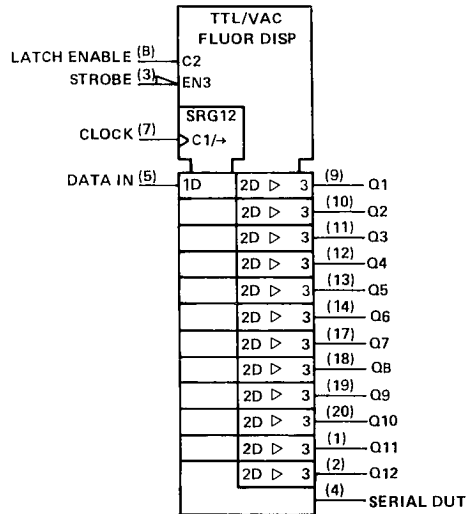 TTL/VAC
FLUOR DISP
LATCH ENABLE (8) C2
STROBE (3) EN3
SRG12
CLOCK (7) C1/→
DATA IN (5) 1D 2D ▷ 3 (9) Q1
2D ▷ 3 (10) Q2
2D ▷ 3 (11) Q3
2D ▷ 3 (12) Q4
2D ▷ 3 (13) Q5
2D ▷ 3 (14) Q6
2D ▷ 3 (17) Q7
2D ▷ 3 (18) Q8
2D ▷ 3 (19) Q9
2D ▷ 3 (20) Q10
2D ▷ 3 (1) Q11
2D ▷ 3 (2) Q12
(4) SERIAL DUT